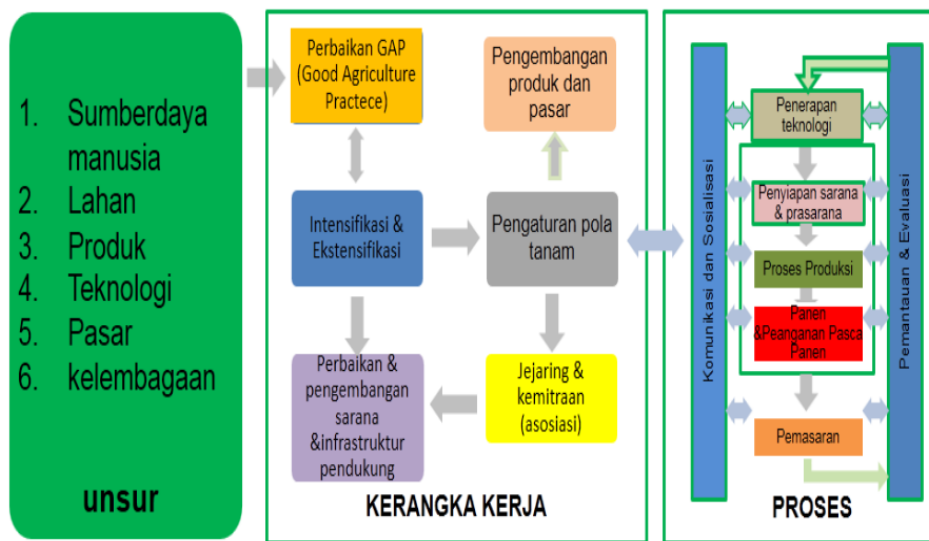 1. Sumberdaya
manusia
2. Lahan
3. Produk
4. Teknologi
5. Pasar
6. kelembagaan
unsur
Perbaikan GAP
(Good Agriculture
Practece)
Pengembangan
produk dan
pasar
Intensifikasi &
Ekstensifikasi
Pengaturan pola
tanam
Perbaikan &
pengembangan
sarana
&infrastruktur
pendukung
Jejaring &
kemitraan
(asosiasi)
KERANGKA KERJA
Komunikasi dan Sosialisasi
Penerapan
teknologi
Penyiapan sarana
& prasarana
Proses Produksi
Panen
&Peanganan Pasca
Panen
Pemasaran
Pemantauan & Evaluasi
PROSES